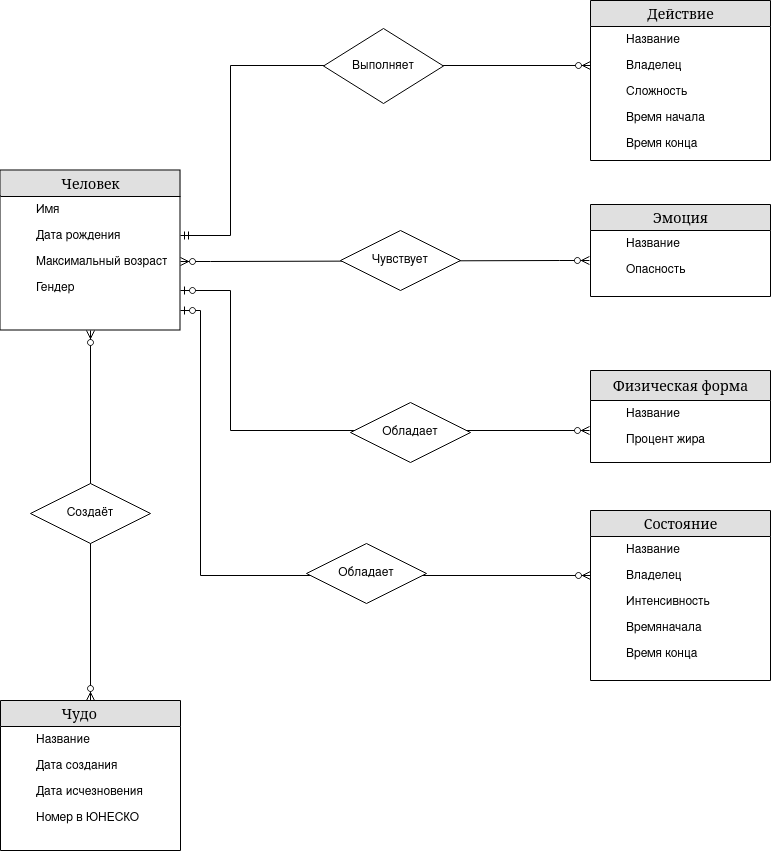 Действие
Название
Владелец
Сложность
Время начала
Время конца
Выполняет
Человек
Имя
Дата рождения
Максимальный возраст
Гендер
Чувствует
Эмоция
Название
Опасность
Обладает
Физическая форма
Название
Процент жира
Создаёт
Обладает
Состояние
Название
Владелец
Интенсивность
Времяначала
Время конца
Чудо
Название
Дата создания
Дата исчезновения
Номер в ЮНЕСКО